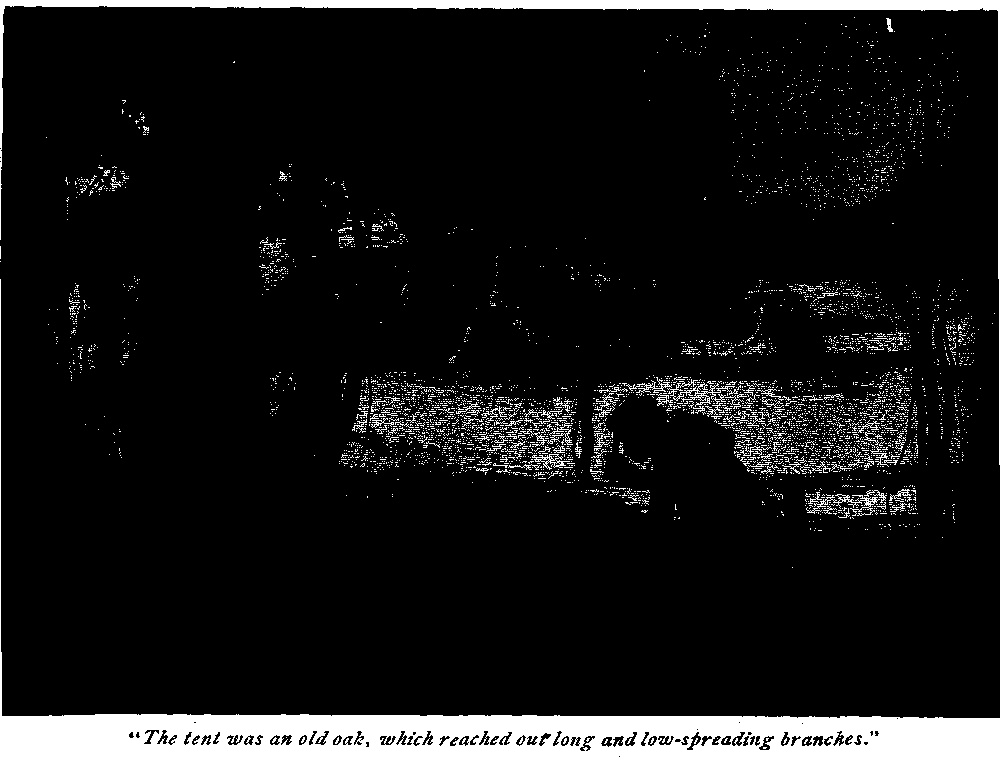 "The tent was an old oak, which reached out long and low-spreading branches."